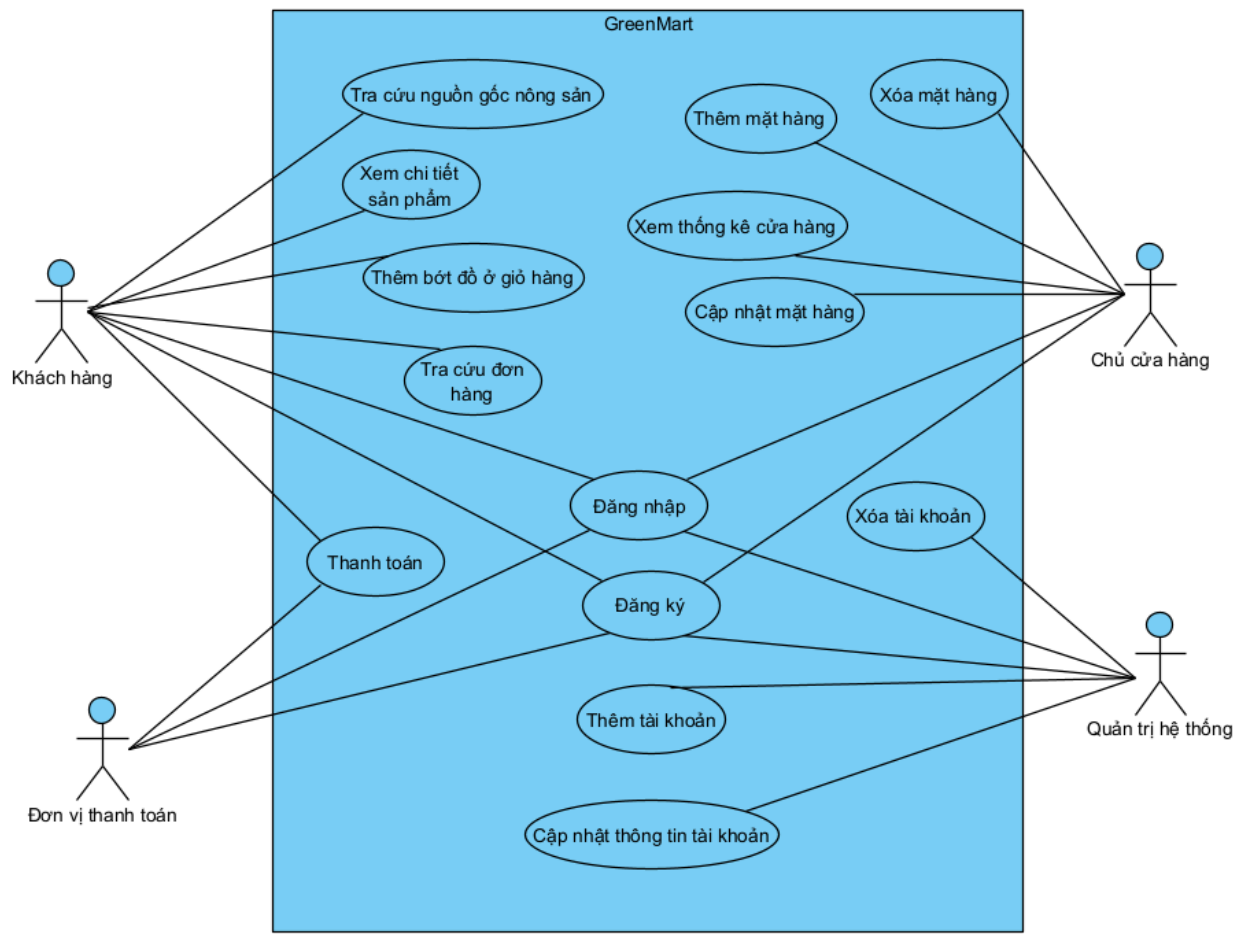 GreenMart
Tra cứu nguồn gốc nông sản
Xóa mặt hàng
Thêm mặt hàng
Xem chi tiết
sản phẩm
Xem thống kê cửa hàng
Thêm bớt đồ ở giỏ hàng
Cập nhật mặt hàng
Chủ cửa hàng
Khách hàng
Tra cứu đơn
hàng
Đăng nhập
Xóa tài khoản
Thanh toán
Đăng ký
Thêm tài khoản
Quản trị hệ thống
Đơn vị thanh toán
Cập nhật thông tin tài khoản